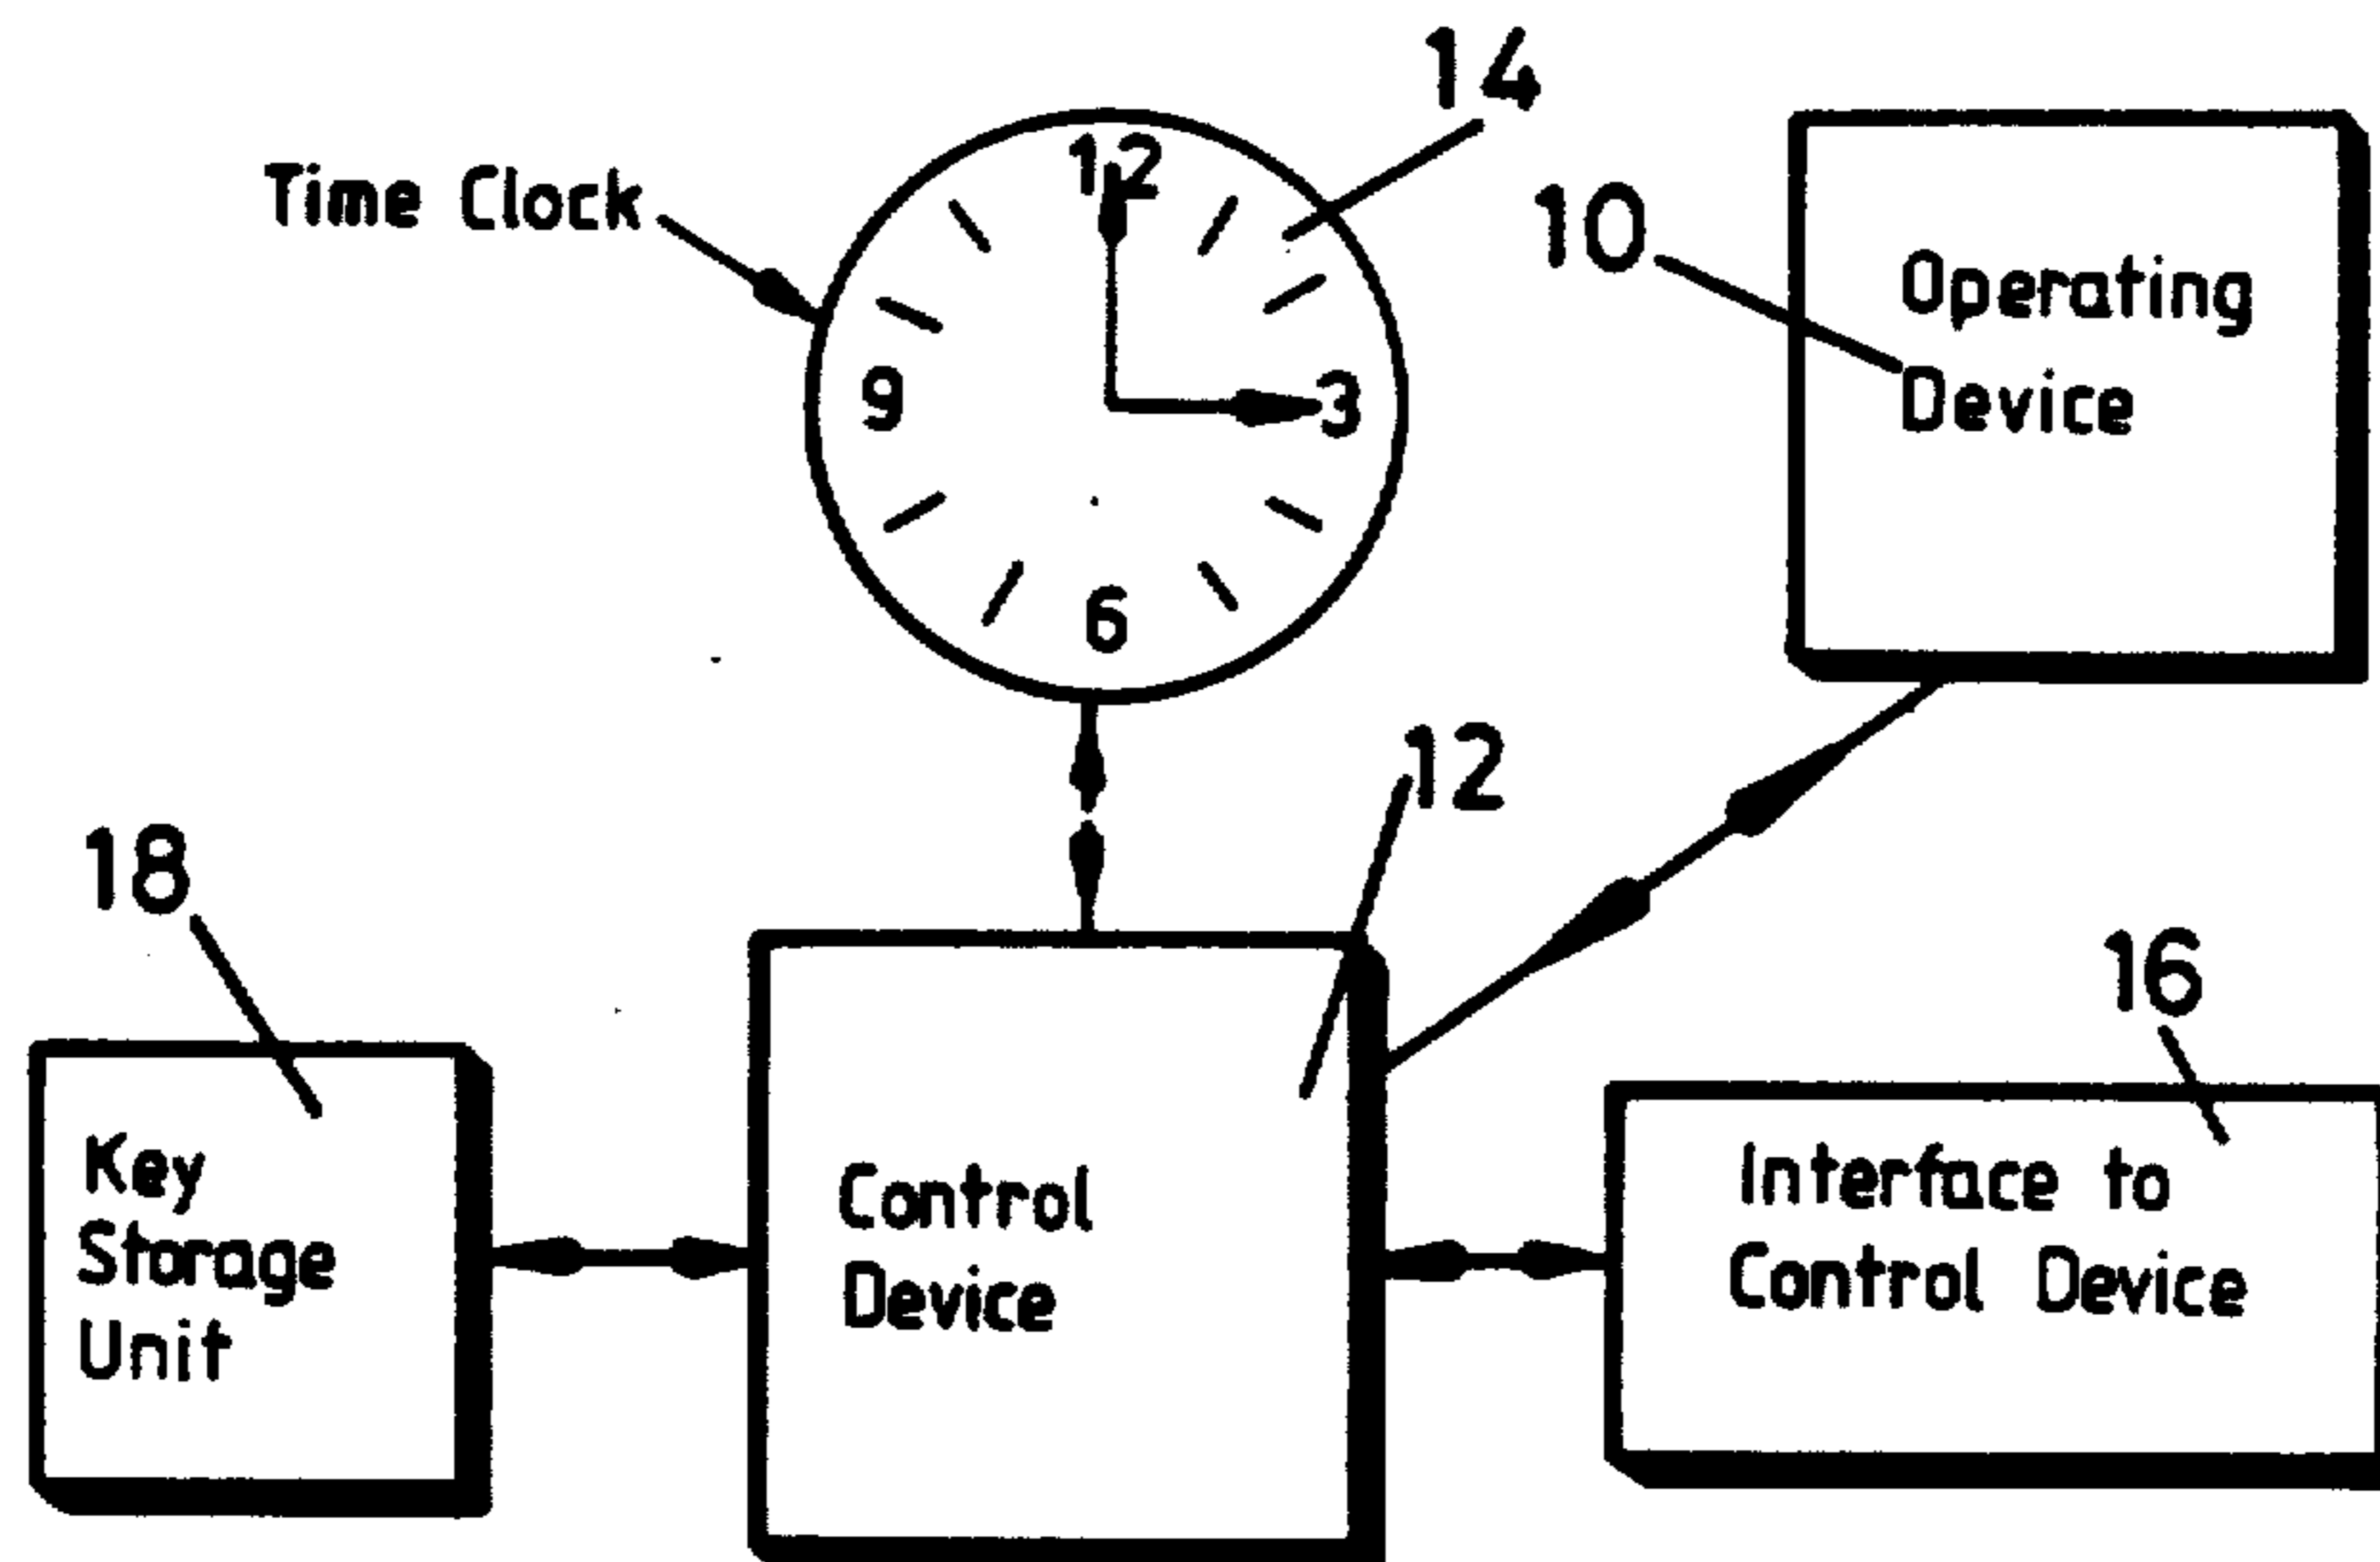 14
Time Clock
12
9
3
6
10
Operating
Device
12
18
16
Key
Storage
Unit
Control
Device
Interface to
Control Device